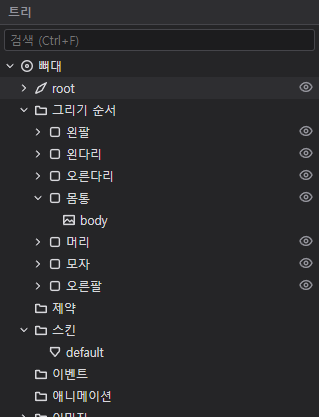 트리
검색 (Ctrl+F)
뼈대
root
그리기 순서
왼팔
왼다리
오른다리
몸통
body
머리
모자
오른팔
제약
스킨
default
이벤트
애니메이션